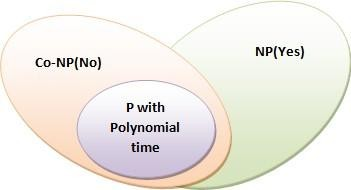 Co-NP(No)
NP(Yes)
P with
Polynomial
time